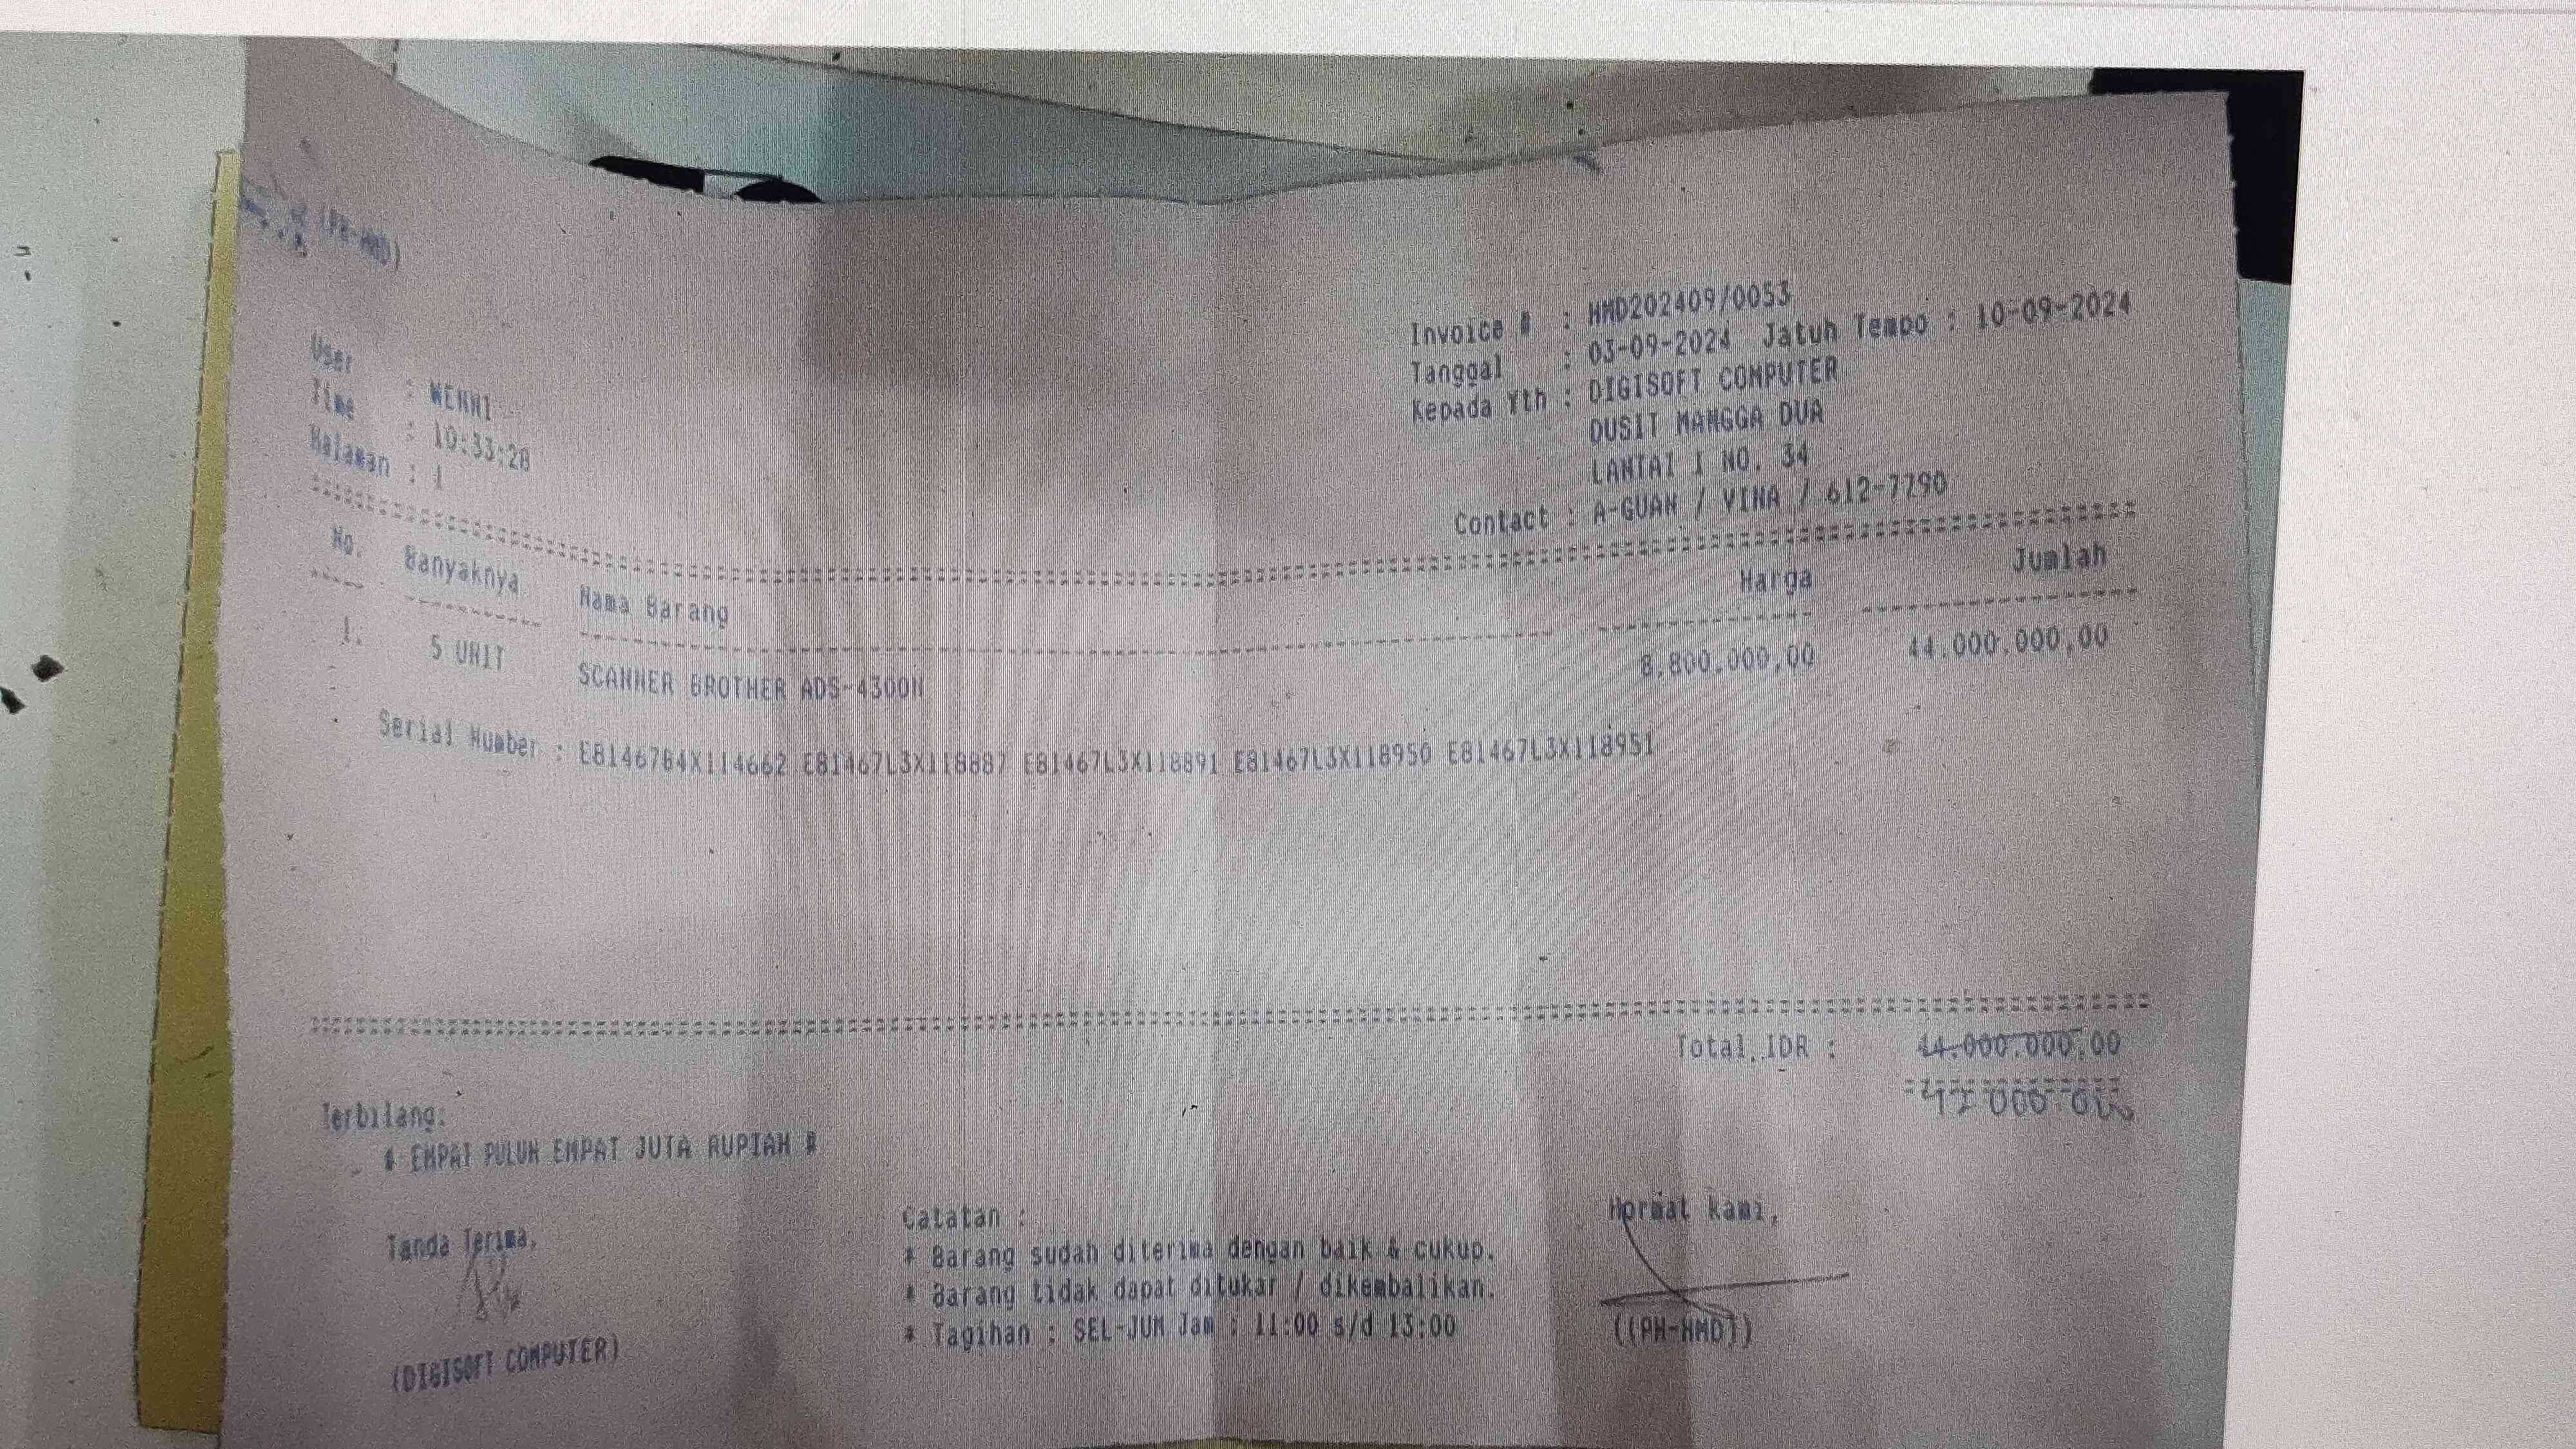 (PH-HMD)
Invoice # : HMD202409/0053
Tanggal : 03-09-2024 Jatuh Tempo : 10-09-2024
Kepada Yth : DIGISOFT COMPUTER
DUSIT MANGGA DUA
LANTAI 1 NO. 34
Contact : A-GUAN / VINA / 612-7790
User : WENNI
Time : 10:33:28
Halaman : 1
No. Banyaknya Nama Barang Harga Jumlah
1. 5 UNIT SCANNER BROTHER ADS-4300N 8.800.000,00 44.000.000,00
Serial Number : E81467B4X114662 E81467L3X118887 E81467L3X118891 E81467L3X118950 E81467L3X118951
Total IDR : 44.000.000,00
Terbilang:
# EMPAT PULUH EMPAT JUTA RUPIAH #
Tanda Terima,
(DIGISOFT COMPUTER)
Catatan :
* Barang sudah diterima dengan baik & cukup.
* Barang tidak dapat ditukar / dikembalikan.
* Tagihan : SEL-JUM Jam : 11:00 s/d 13:00
Hormat kami,
((PH-HMD))